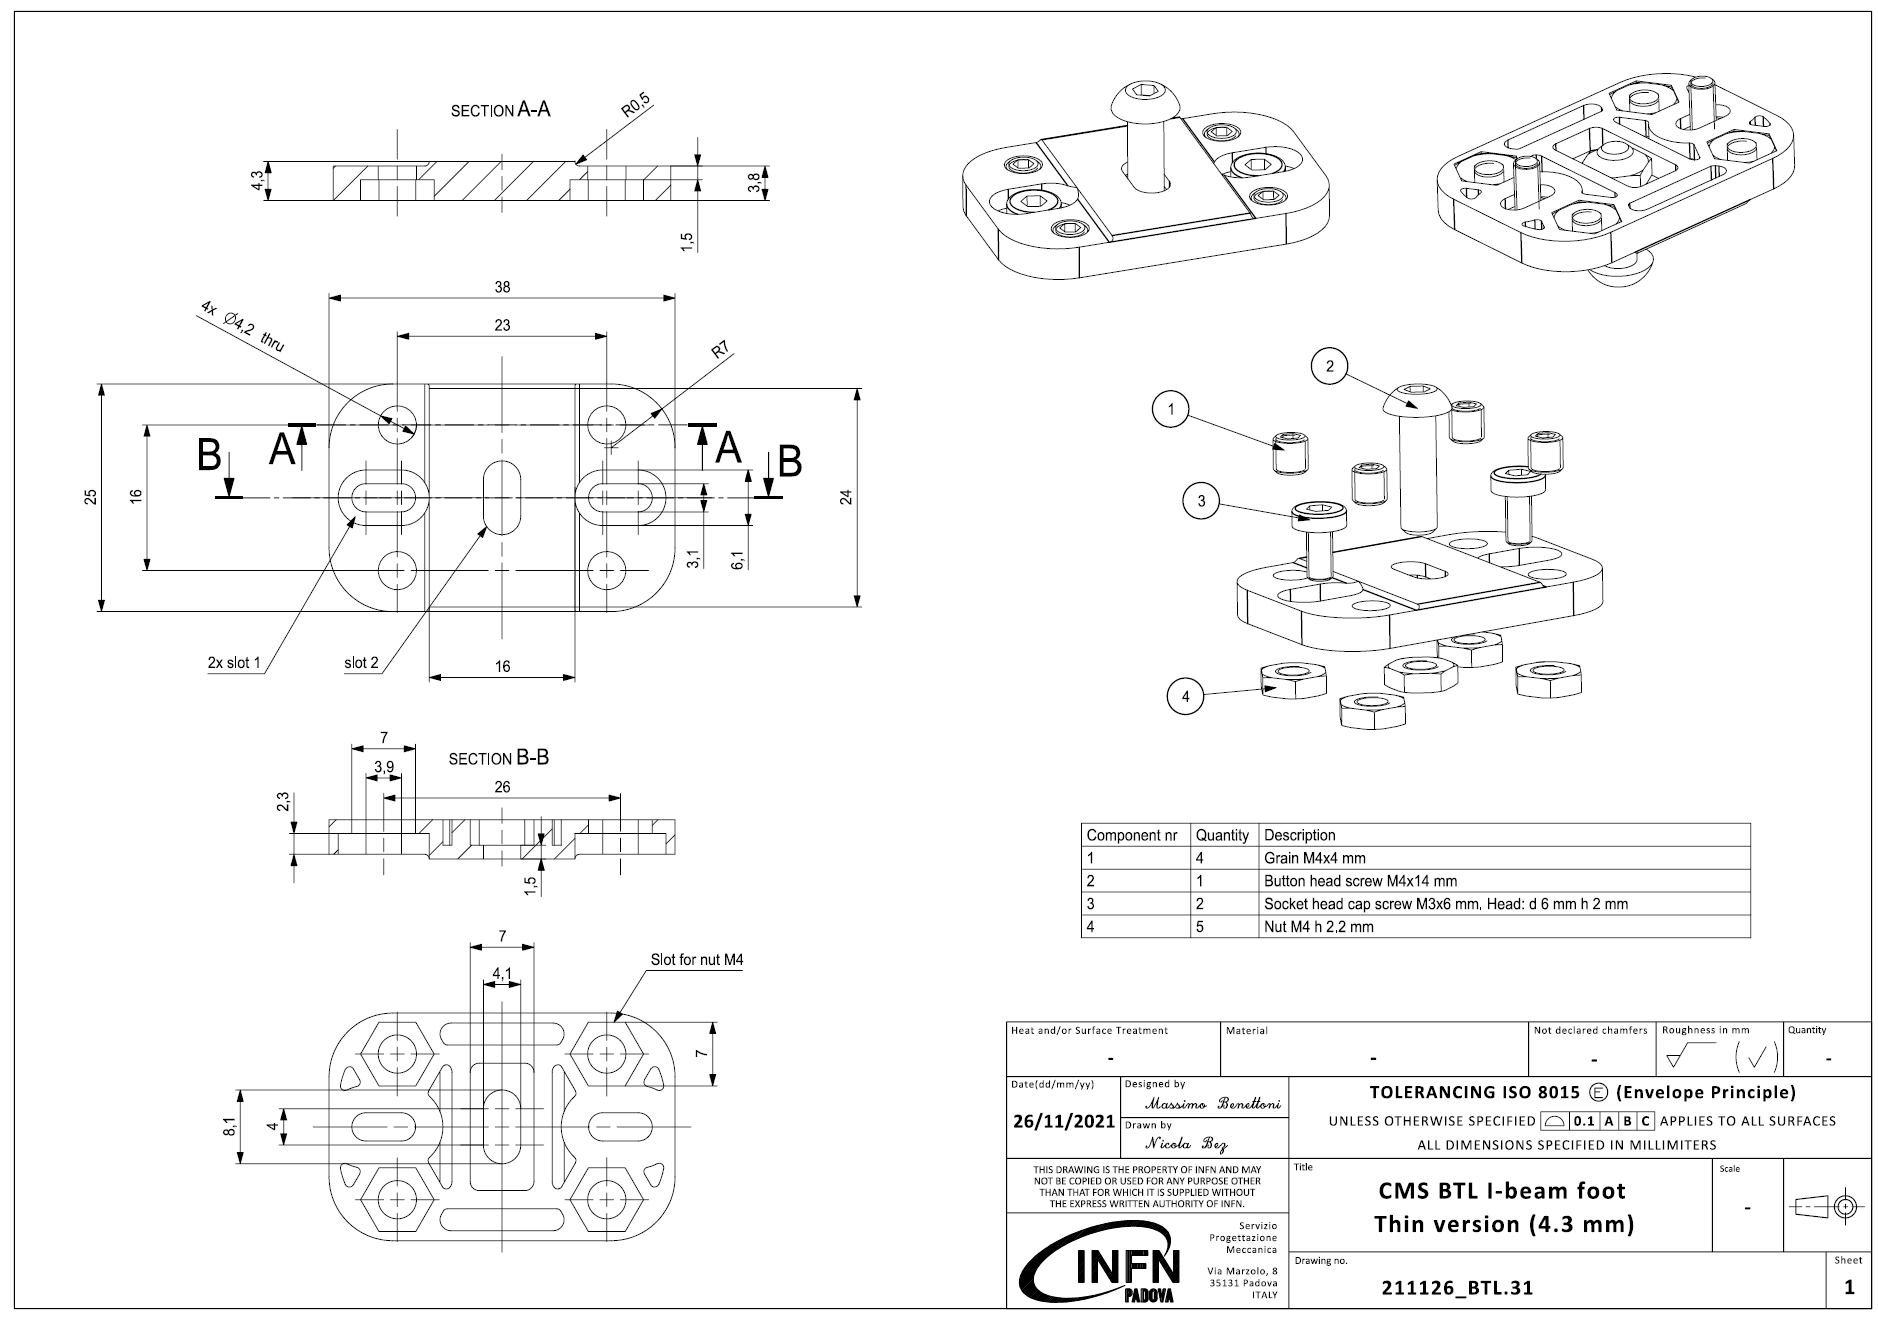 SECTION A-A
R0,5
4,3
3,8
1,5
38
4x Ø4,2 thru
23
R7
A
A
B
B
25
16
24
3,1
6,1
2x slot 1
slot 2
16
7
SECTION B-B
3,9
26
2,3
1,5
7
Slot for nut M4
4,1
7
8,1
4
2
1
3
4
Component nr Quantity Description
1 4 Grain M4x4 mm
2 1 Button head screw M4x14 mm
3 2 Socket head cap screw M3x6 mm, Head: d 6 mm h 2 mm
4 5 Nut M4 h 2,2 mm
Heat and/or Surface Treatment Material Not declared chamfers Roughness in mm Quantity
- - - -
Date(dd/mm/yy) Designed by
26/11/2021 Massimo Benettoni
Drawn by
Nicola Bez
TOLERANCING ISO 8015 Ⓔ (Envelope Principle)
UNLESS OTHERWISE SPECIFIED ⌓ 0.1 A B C APPLIES TO ALL SURFACES
ALL DIMENSIONS SPECIFIED IN MILLIMETERS
THIS DRAWING IS THE PROPERTY OF INFN AND MAY
NOT BE COPIED OR USED FOR ANY PURPOSE OTHER
THAN THAT FOR WHICH IT IS SUPPLIED WITHOUT
THE EXPRESS WRITTEN AUTHORITY OF INFN.
Title
CMS BTL I-beam foot
Thin version (4.3 mm)
Scale
-
INFN
PADOVA
Servizio
Progettazione
Meccanica
Via Marzolo, 8
35131 Padova
ITALY
Drawing no.
211126_BTL.31
Sheet
1